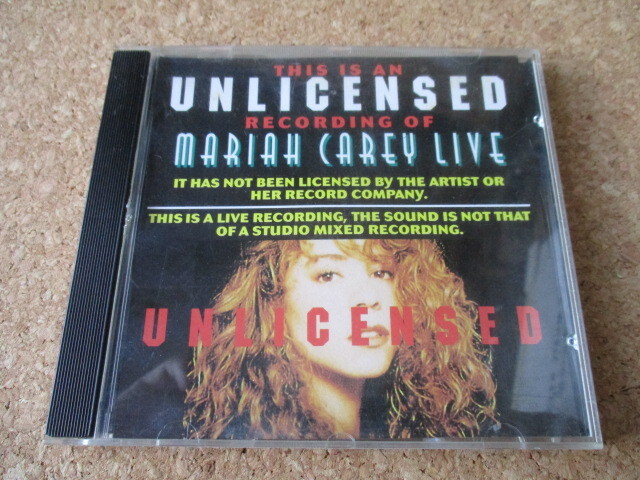 THIS IS AN
UNLICENSED
RECORDING OF
MARIAH CAREY LIVE
IT HAS NOT BEEN LICENSED BY THE ARTIST OR
HER RECORD COMPANY.
THIS IS A LIVE RECORDING, THE SOUND IS NOT THAT
OF A STUDIO MIXED RECORDING.
UNLICENSED